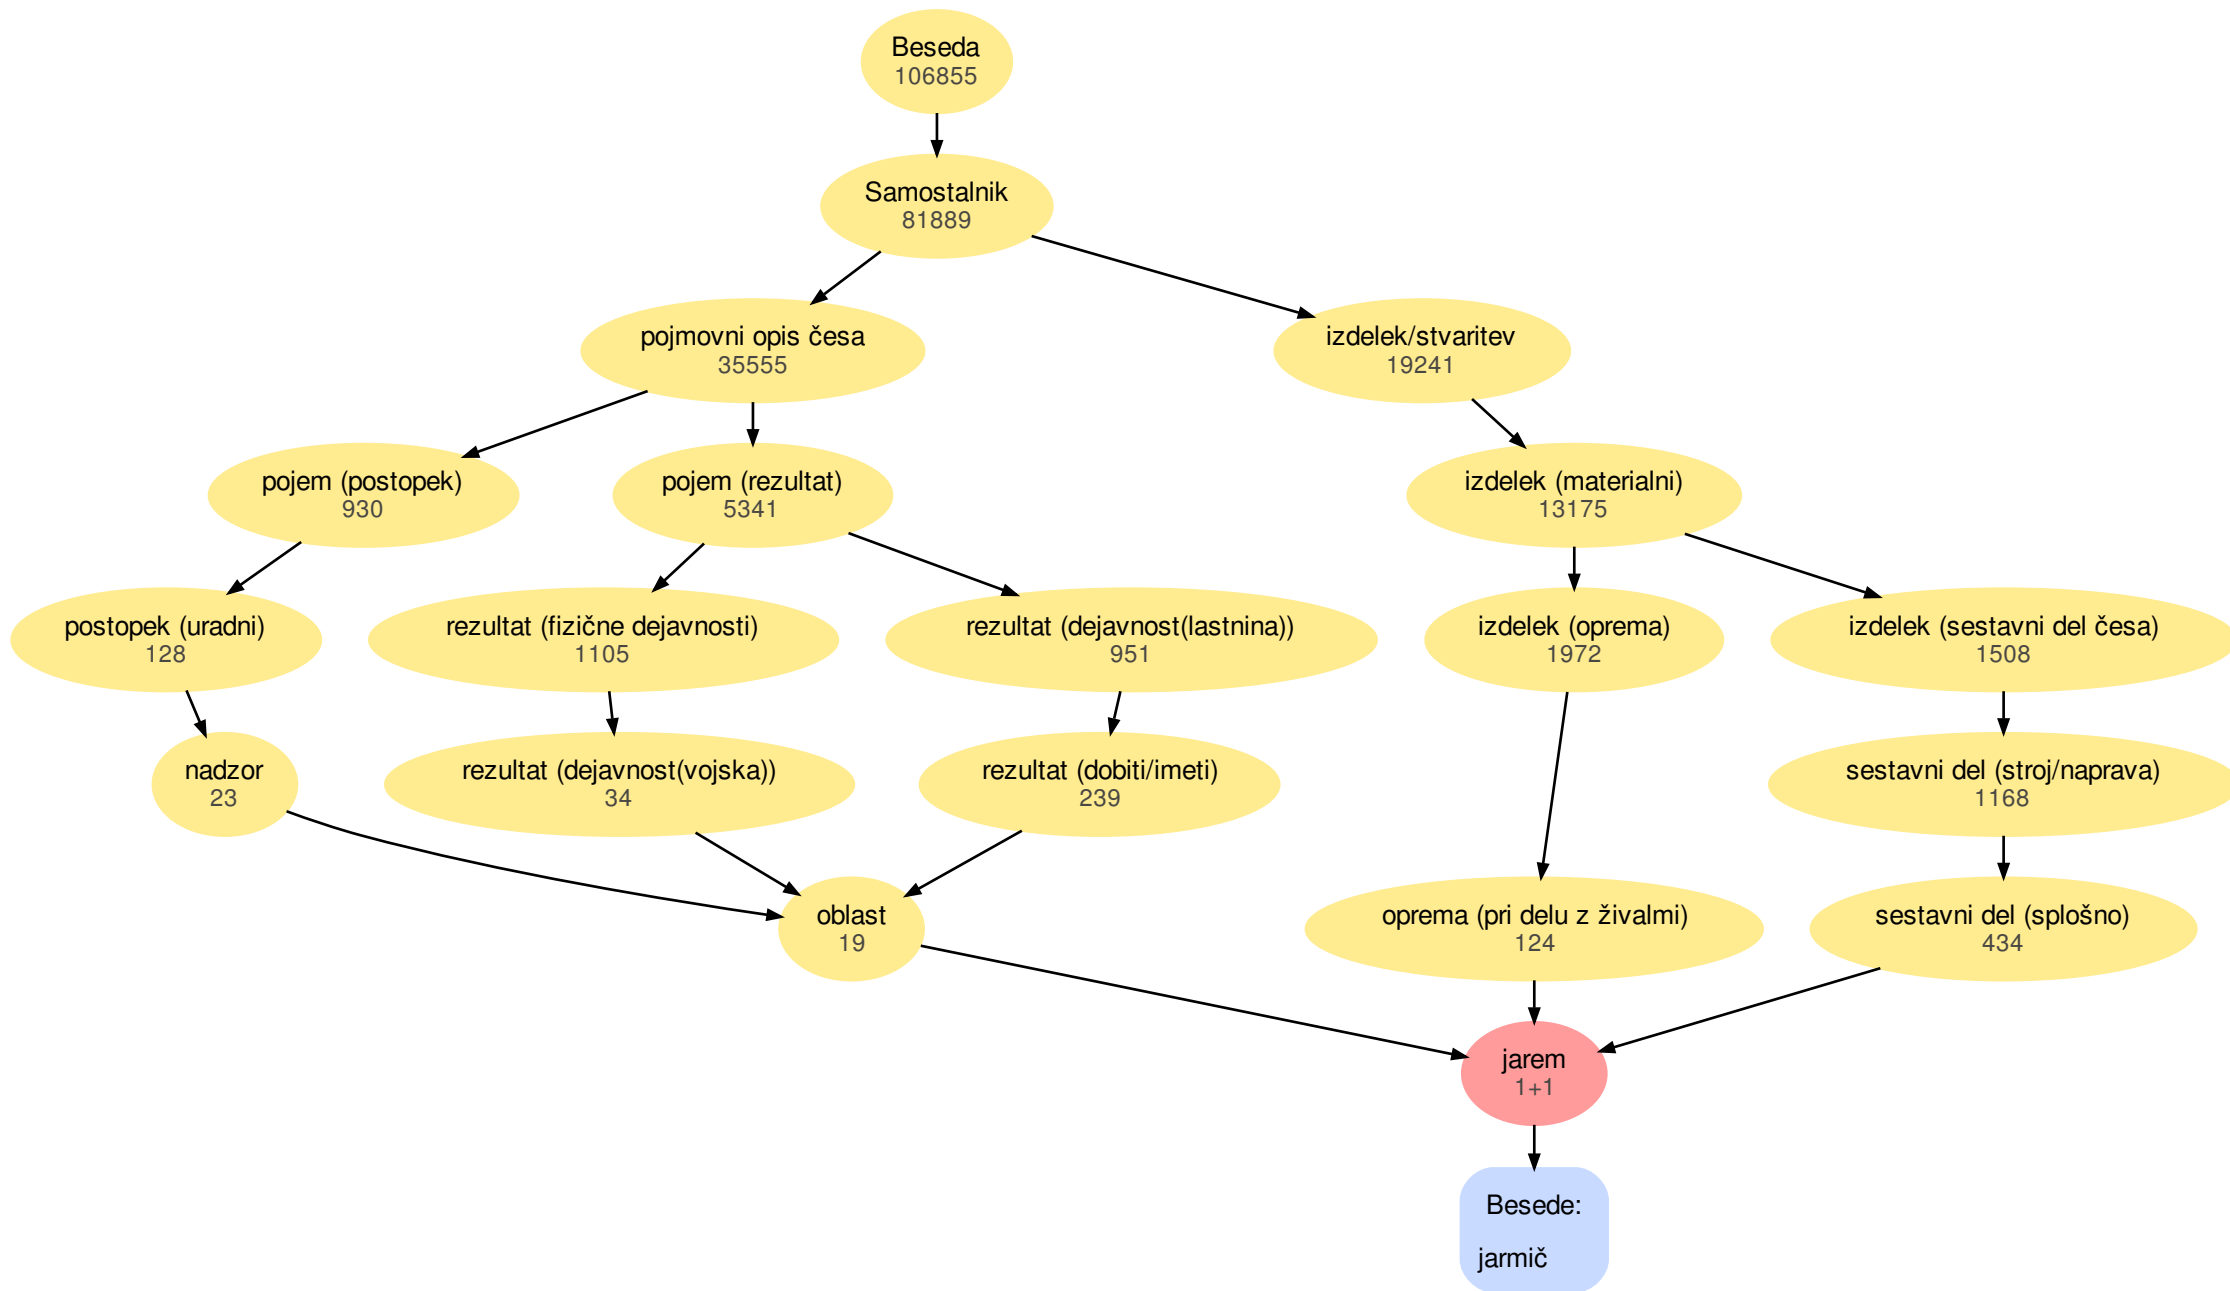 Beseda
106855
Samostalnik
81889
pojmovni opis česa
35555
izdelek/stvaritev
19241
pojem (postopek)
930
pojem (rezultat)
5341
izdelek (materialni)
13175
postopek (uradni)
128
rezultat (fizične dejavnosti)
1105
rezultat (dejavnost(lastnina))
951
izdelek (oprema)
1972
izdelek (sestavni del česa)
1508
nadzor
23
rezultat (dejavnost(vojska))
34
rezultat (dobiti/imeti)
239
sestavni del (stroj/naprava)
1168
oblast
19
oprema (pri delu z živalmi)
124
sestavni del (splošno)
434
jarem
1+1
Besede:
jarmič